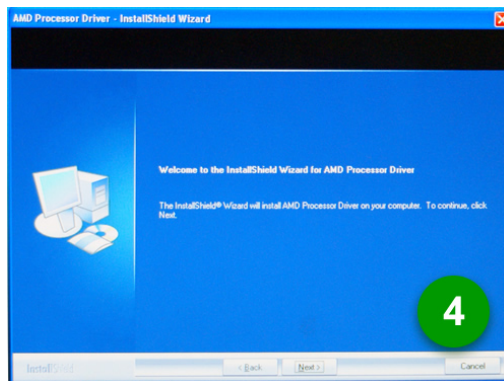 AMD Processor Driver - InstallShield Wizard
Welcome to the InstallShield Wizard for AMD Processor Driver
The InstallShield® Wizard will install AMD Processor Driver on your computer. To continue, click
Next.
4
InstallShield
< Back Next > Cancel